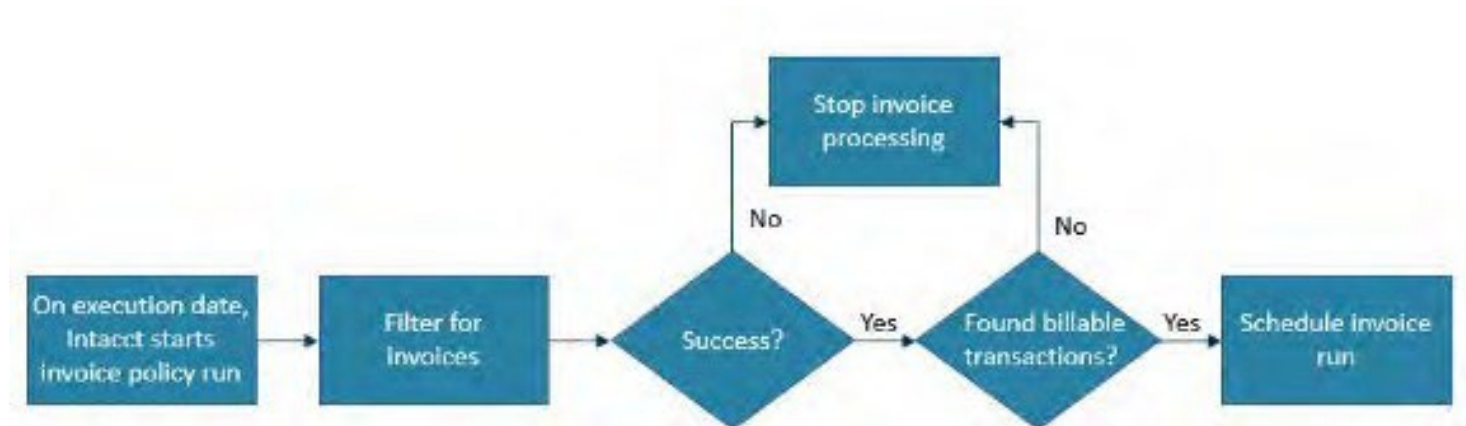 Stop invoice
processing
No
No
On execution date,
Intacct starts
invoice policy run
Filter for
invoices
Success?
Yes
Found billable
transactions?
Yes
Schedule invoice
run